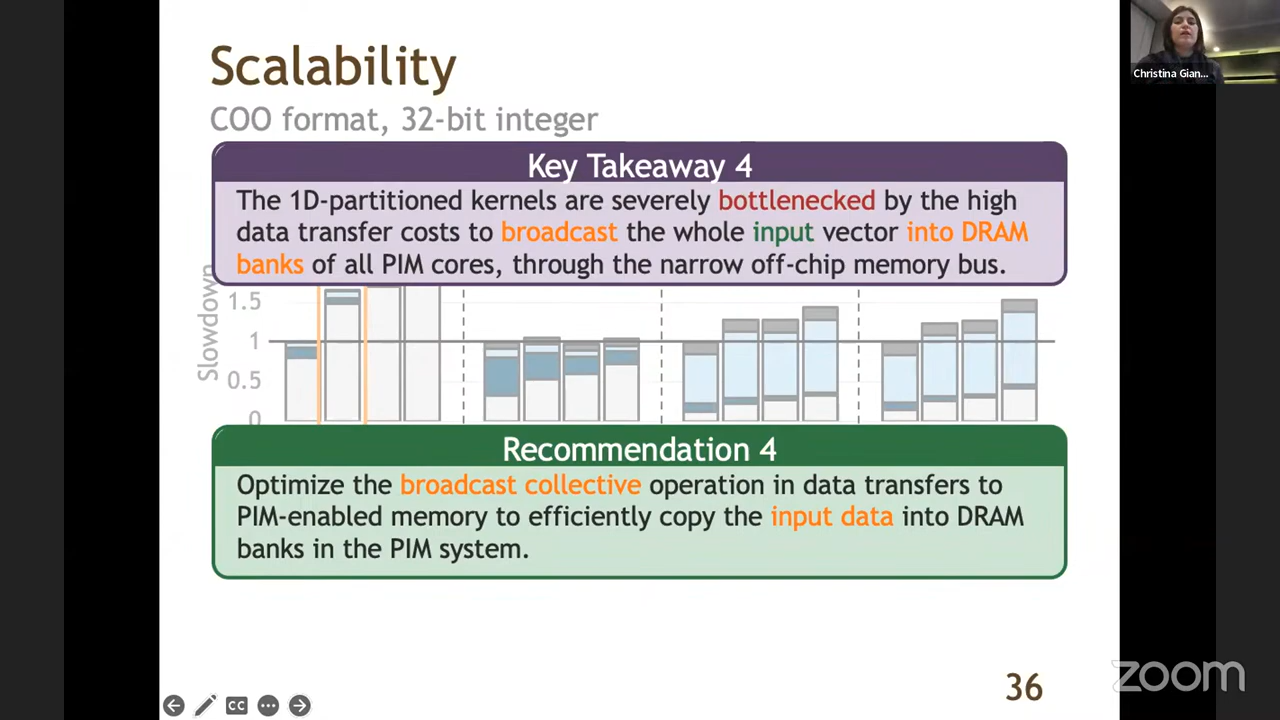 Scalability
COO format, 32-bit integer
Key Takeaway 4
The 1D-partitioned kernels are severely bottlenecked by the high
data transfer costs to broadcast the whole input vector into DRAM
banks of all PIM cores, through the narrow off-chip memory bus.
Slowdown
1.5
1
0.5
0
Recommendation 4
Optimize the broadcast collective operation in data transfers to
PIM-enabled memory to efficiently copy the input data into DRAM
banks in the PIM system.
36
CC
Christina Gian...
zoom